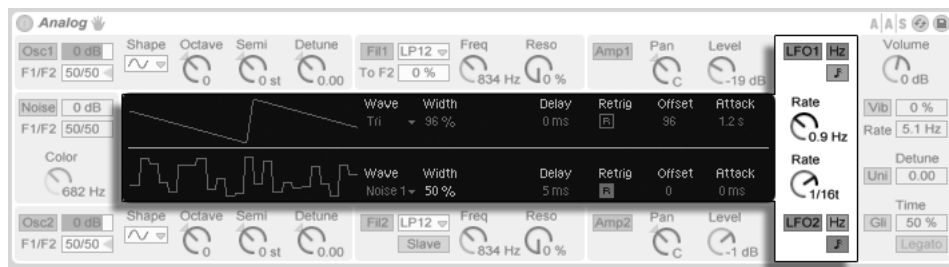 Analog A A S
Osc1 0 dB Shape Octave Semi Detune Fil1 LP12 Freq Reso Amp1 Pan Level LFO1 Hz Volume
F1/F2 50/50 0 0 st 0.00 To F2 0 % 834 Hz 0 % C -19 dB 0 dB
Noise 0 dB Wave Width Delay Retrig Offset Attack Rate Vib 0 %
F1/F2 50/50 Tri 96 % 0 ms R 96 1.2 s 0.9 Hz Rate 5.1 Hz
Color Rate Detune
682 Hz Wave Width Delay Retrig Offset Attack Uni 0.00
Noise 1 50 % 5 ms R 0 0 ms 1/16t
Time
Osc2 0 dB Shape Octave Semi Detune Fil2 LP12 Freq Reso Amp2 Pan Level LFO2 Hz Gli 50 %
F1/F2 50/50 0 0 st 0.00 Slave 834 Hz 0 % C -1 dB Legato